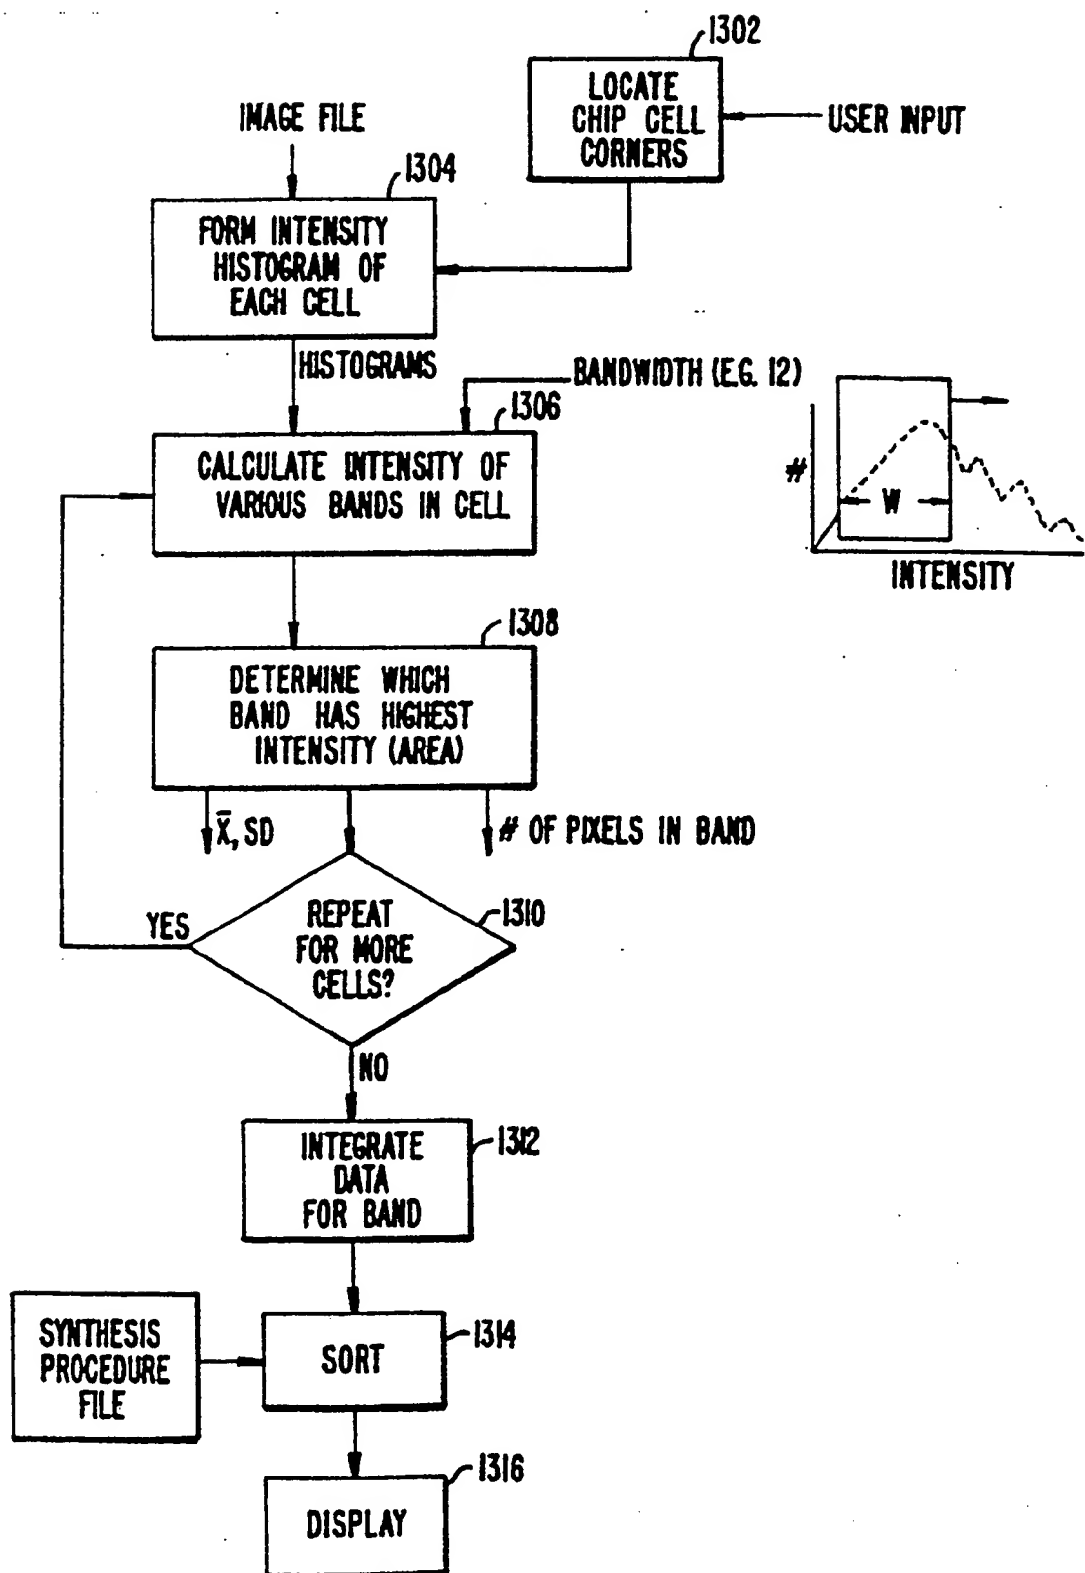 1302
LOCATE
CHIP CELL
CORNERS
USER INPUT
IMAGE FILE
1304
FORM INTENSITY
HISTOGRAM OF
EACH CELL
HISTOGRAMS
BANDWIDTH (E.G. 12)
1306
CALCULATE INTENSITY OF
VARIOUS BANDS IN CELL
#
W
INTENSITY
1308
DETERMINE WHICH
BAND HAS HIGHEST
INTENSITY (AREA)
X̄, SD
# OF PIXELS IN BAND
1310
REPEAT
FOR MORE
CELLS?
YES
NO
1312
INTEGRATE
DATA
FOR BAND
1314
SORT
SYNTHESIS
PROCEDURE
FILE
1316
DISPLAY